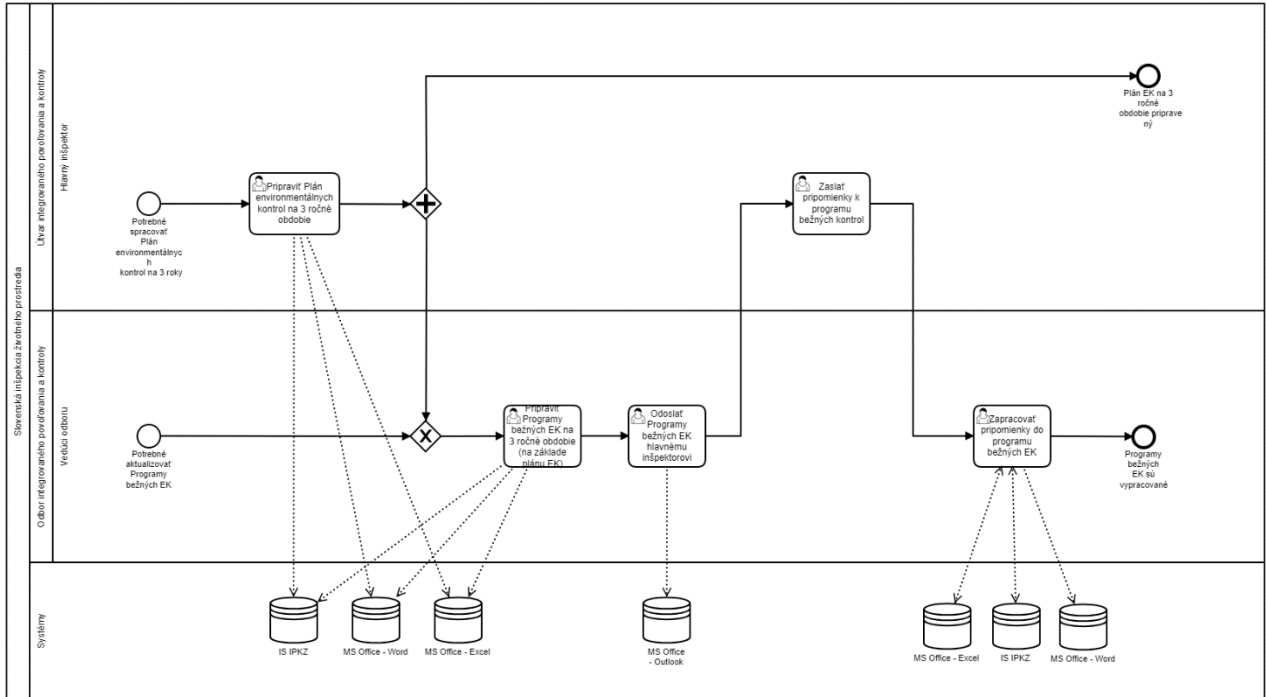 Slovenská inšpekcia životného prostredia
Útvar integrovaného povoľovania a kontroly
Hlavný inšpektor
Potrebné
spracovať
Plán
environmentálnyc
h
kontrol na 3 roky
Pripraviť Plán
environmentálnych
kontrol na 3 ročné
obdobie
Plán EK na 3
ročné
obdobie priprave
ný
Zaslať
pripomienky k
programu
bežných kontrol
Odbor integrovaného povoľovania a kontroly
Vedúci odboru
Potrebné
aktualizovať
Programy
bežných EK
Pripraviť
Programy
bežných EK na
3 ročné obdobie
(na základe
plánu EK)
Odoslať
Programy
bežných EK
hlavnému
inšpektorovi
Zapracovať
pripomienky do
programu
bežných EK
Programy
bežných
EK sú
vypracované
Systémy
IS IPKZ
MS Office - Word
MS Office - Excel
MS Office
- Outlook
MS Office - Excel
IS IPKZ
MS Office - Word